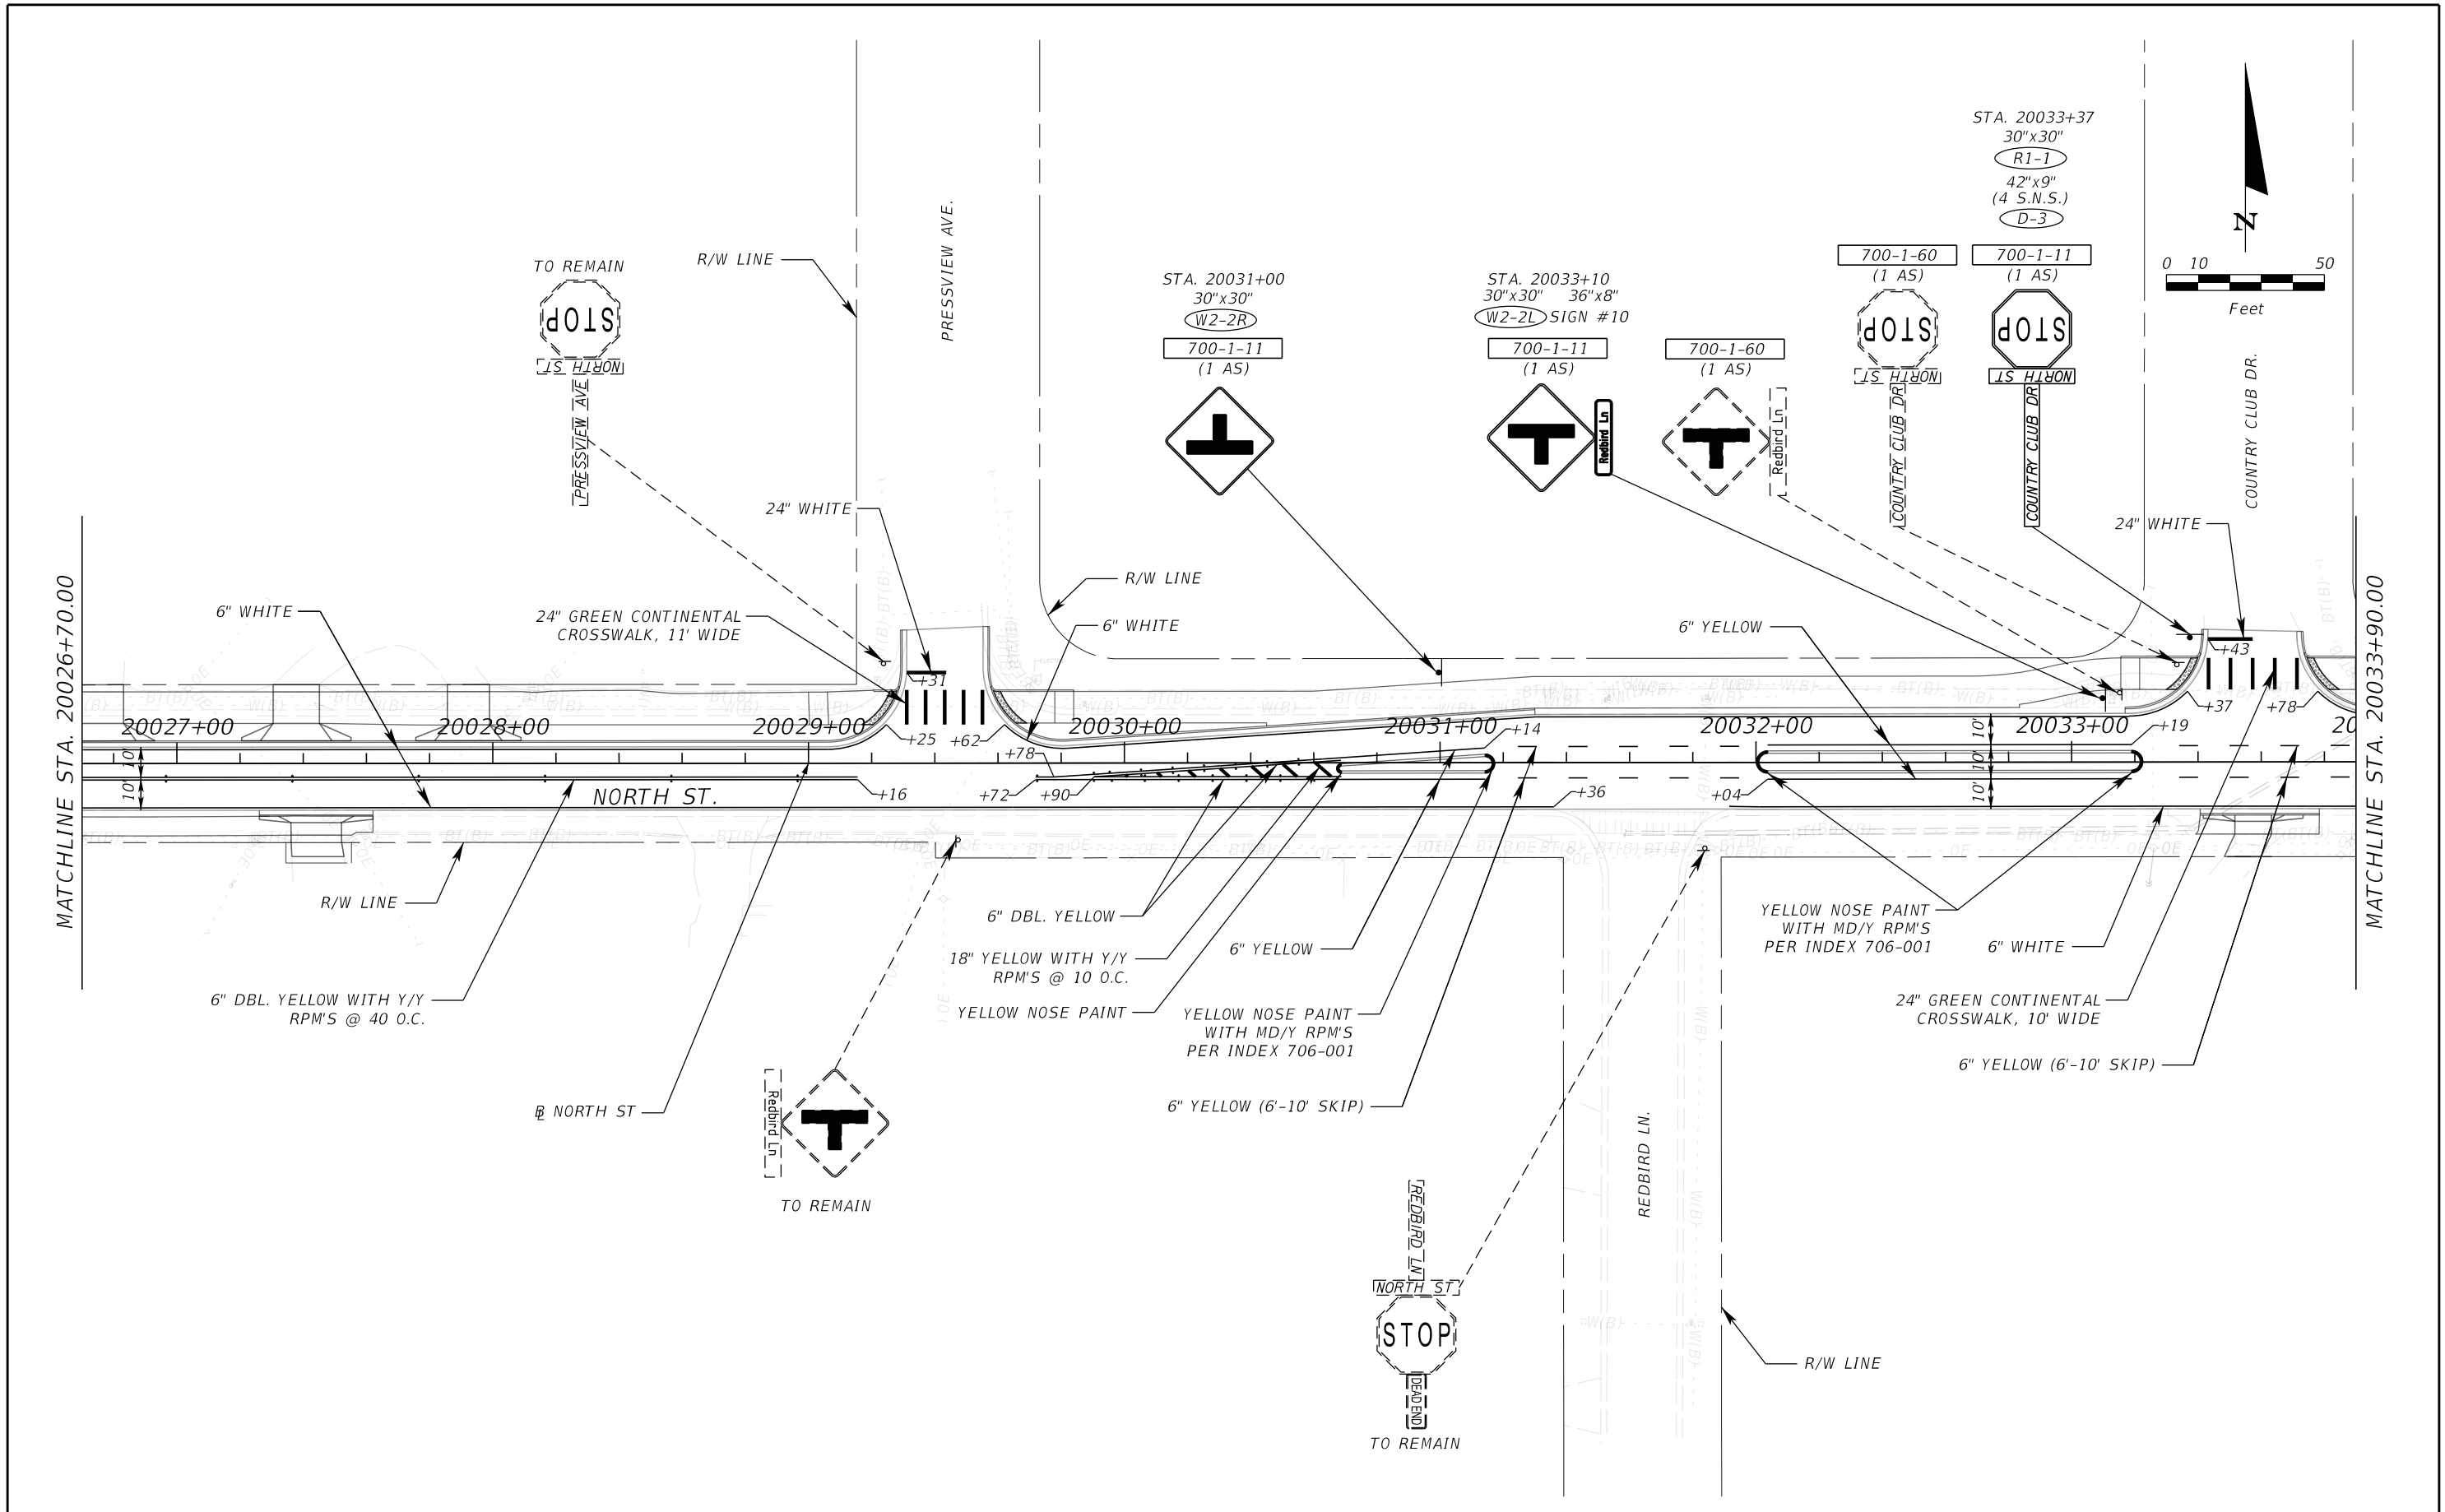 STA. 20033+37
30"x30"
R1-1
42"x9"
(4 S.N.S.)
D-3
N
0 10 50
Feet
TO REMAIN
STOP
NORTH ST
PRESSVIEW AVE
R/W LINE
PRESSVIEW AVE.
STA. 20031+00
30"x30"
W2-2R
700-1-11
(1 AS)
STA. 20033+10
30"x30" 36"x8"
W2-2L SIGN #10
700-1-11
(1 AS)
Redbird Ln
700-1-60
(1 AS)
Redbird Ln
700-1-60
(1 AS)
STOP
NORTH ST
COUNTRY CLUB DR
700-1-11
(1 AS)
STOP
NORTH ST
COUNTRY CLUB DR
COUNTRY CLUB DR.
24" WHITE
24" WHITE
R/W LINE
6" WHITE
24" GREEN CONTINENTAL
CROSSWALK, 11' WIDE
6" WHITE
6" YELLOW
MATCHLINE STA. 20026+70.00
MATCHLINE STA. 20033+90.00
+31
+43
+37
+78
20027+00
20028+00
20029+00
20030+00
20031+00
20032+00
20033+00
20
+25
+62
+78
+14
+19
10'
10'
10'
10'
10'
+16
+72
+90
+36
+04
NORTH ST.
R/W LINE
6" DBL. YELLOW
18" YELLOW WITH Y/Y
RPM'S @ 10 O.C.
YELLOW NOSE PAINT
6" YELLOW
YELLOW NOSE PAINT
WITH MD/Y RPM'S
PER INDEX 706-001
YELLOW NOSE PAINT
WITH MD/Y RPM'S
PER INDEX 706-001
6" WHITE
24" GREEN CONTINENTAL
CROSSWALK, 10' WIDE
6" YELLOW (6'-10' SKIP)
6" DBL. YELLOW WITH Y/Y
RPM'S @ 40 O.C.
BL NORTH ST
6" YELLOW (6'-10' SKIP)
Redbird Ln
TO REMAIN
REDBIRD LN
NORTH ST
STOP
DEAD END
TO REMAIN
REDBIRD LN.
R/W LINE